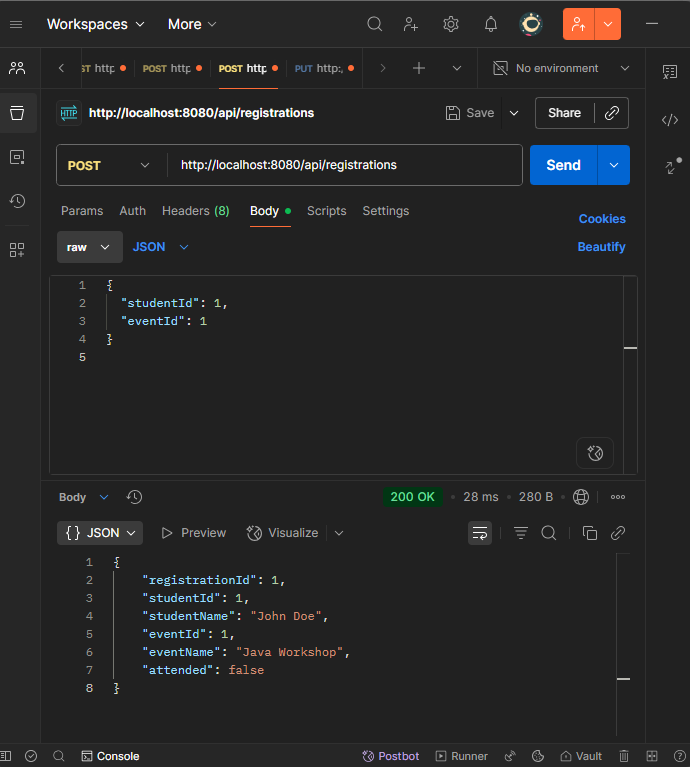 Workspaces More
ST http POST http POST http PUT http:, No environment
HTTP http://localhost:8080/api/registrations Save Share
POST http://localhost:8080/api/registrations Send
Params Auth Headers (8) Body Scripts Settings Cookies
raw JSON Beautify
1 {
2 "studentId": 1,
3 "eventId": 1
4 }
5
Body 200 OK 28 ms 280 B
{} JSON Preview Visualize
1 {
2 "registrationId": 1,
3 "studentId": 1,
4 "studentName": "John Doe",
5 "eventId": 1,
6 "eventName": "Java Workshop",
7 "attended": false
8 }
Console Postbot Runner Vault